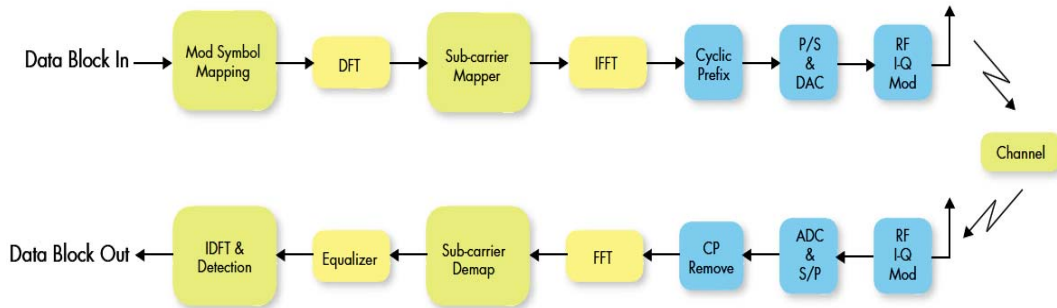 Data Block In
Mod Symbol
Mapping
DFT
Sub-carrier
Mapper
IFFT
Cyclic
Prefix
P/S
&
DAC
RF
I-Q
Mod
Channel
Data Block Out
IDFT &
Detection
Equalizer
Sub-carrier
Demap
FFT
CP
Remove
ADC
&
S/P
RF
I-Q
Mod